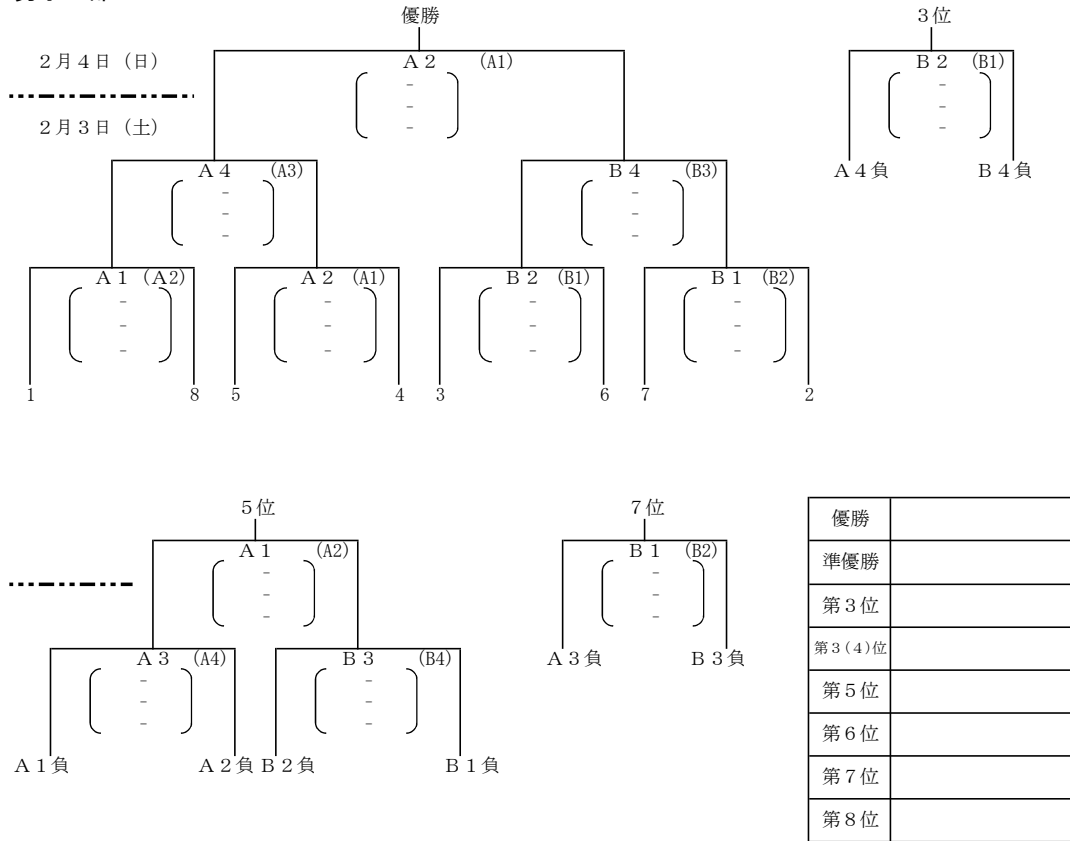 優勝
3位
2月4日（日）
A2 (A1)
B2 (B1)
-
-
-
-
-
-
2月3日（土）
A4 (A3)
B4 (B3)
A4負
B4負
-
-
-
-
-
-
A1 (A2)
A2 (A1)
B2 (B1)
B1 (B2)
-
-
-
-
-
-
-
-
-
-
-
-
1 8 5 4 3 6 7 2
5位
7位
A1 (A2)
B1 (B2)
-
-
-
-
-
-
A3 (A4)
B3 (B4)
A3負
B3負
-
-
-
-
-
-
A1負
A2負
B2負
B1負
優勝
準優勝
第3位
第3(4)位
第5位
第6位
第7位
第8位